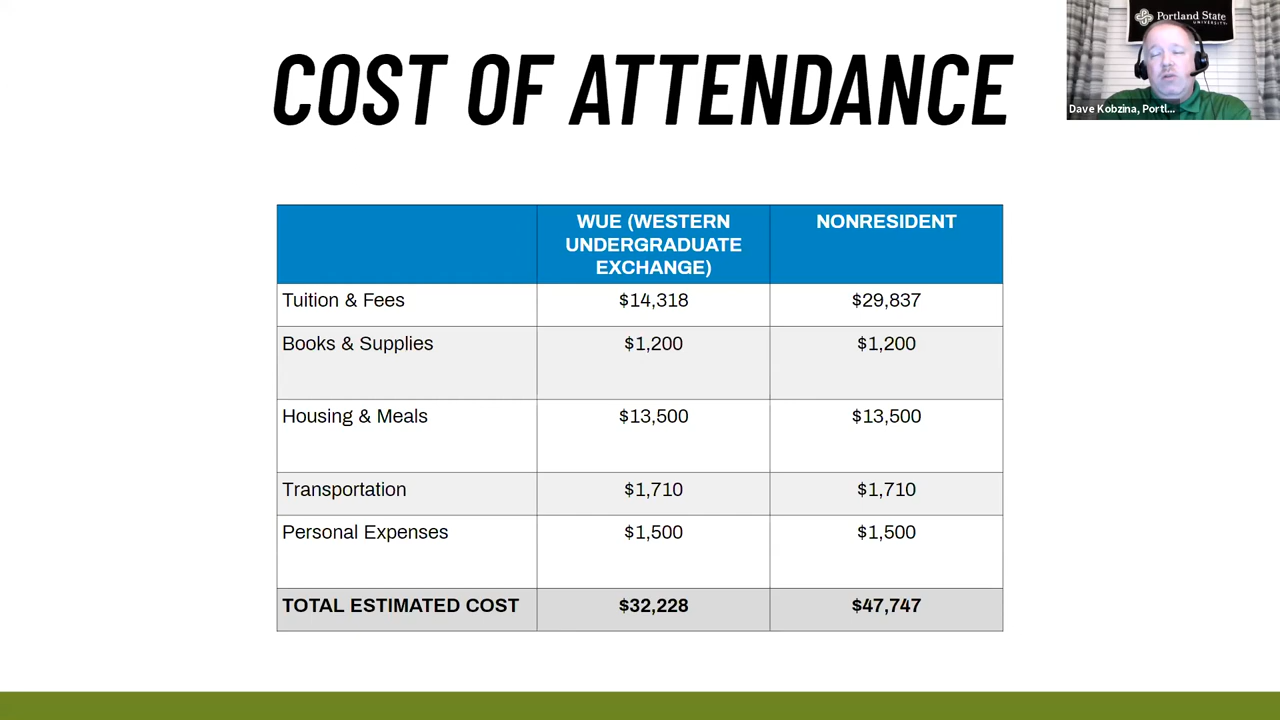 COST OF ATTENDANCE
Portland State
UNIVERSITY
Dave Kobzina, Portl...
WUE (WESTERN
UNDERGRADUATE
EXCHANGE)
NONRESIDENT
Tuition & Fees $14,318 $29,837
Books & Supplies $1,200 $1,200
Housing & Meals $13,500 $13,500
Transportation $1,710 $1,710
Personal Expenses $1,500 $1,500
TOTAL ESTIMATED COST $32,228 $47,747